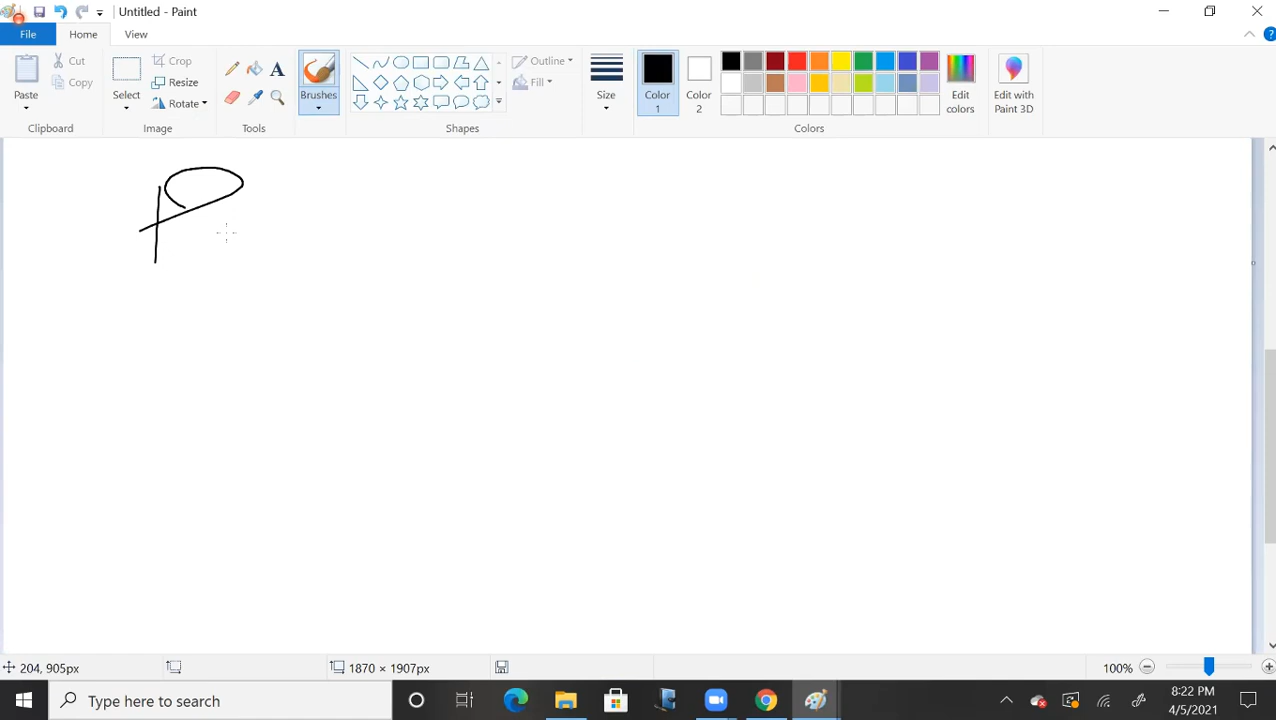 Untitled - Paint
File Home View
Paste Cut Copy Clipboard
Select Crop Resize Rotate Image
A Tools
Brushes
Outline Fill Shapes
Size
Color 1 Color 2 Edit colors Colors
Edit with Paint 3D
P
204, 905px 1870 × 1907px 100%
Type here to search
8:22 PM
4/5/2021